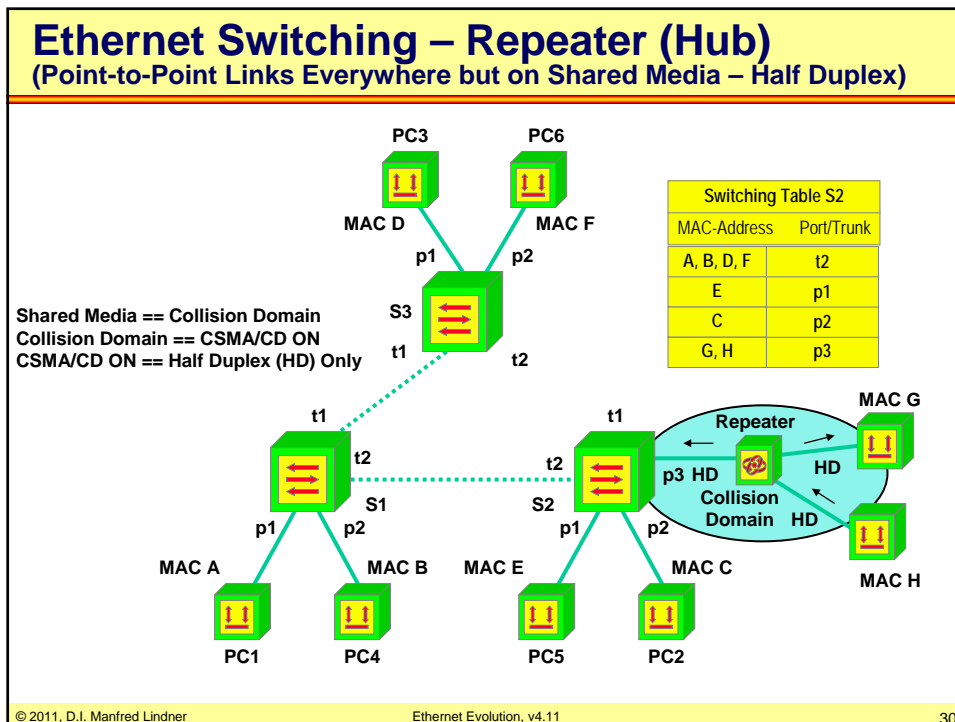 Ethernet Switching – Repeater (Hub)
(Point-to-Point Links Everywhere but on Shared Media – Half Duplex)
PC3
PC6
MAC D
MAC F
p1
p2
S3
t1
t2
Switching Table S2
MAC-Address Port/Trunk
A, B, D, F t2
E p1
C p2
G, H p3
Shared Media == Collision Domain
Collision Domain == CSMA/CD ON
CSMA/CD ON == Half Duplex (HD) Only
t1
t2
S1
p1
p2
MAC A
MAC B
PC1
PC4
t1
t2
S2
p3 HD
p1
p2
MAC E
MAC C
PC5
PC2
Repeater
Collision
Domain
HD
HD
MAC G
MAC H
© 2011, D.I. Manfred Lindner
Ethernet Evolution, v4.11
30